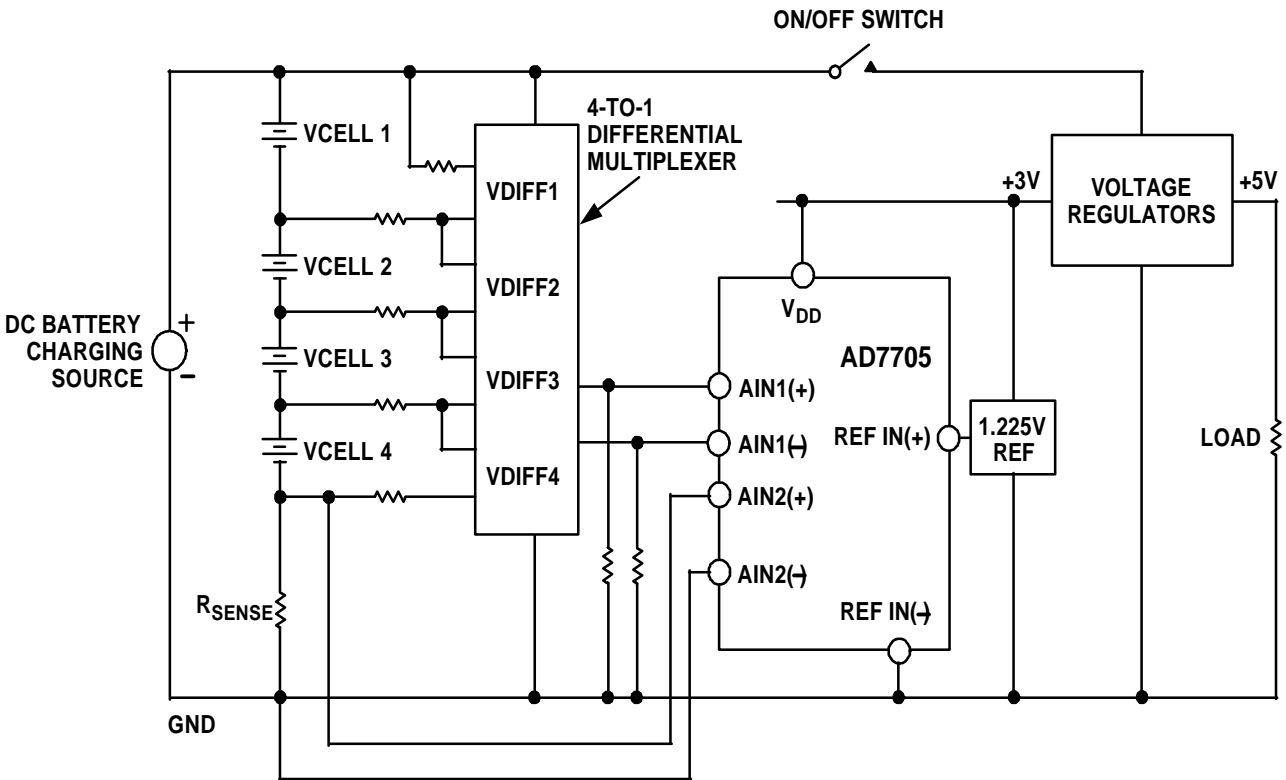 ON/OFF SWITCH
4-TO-1
DIFFERENTIAL
MULTIPLEXER
VCELL 1
VDIFF1
+3V
VOLTAGE
REGULATORS
+5V
VCELL 2
VDIFF2
V_DD
DC BATTERY
CHARGING
SOURCE
+
-
VCELL 3
VDIFF3
AD7705
AIN1(+)
AIN1(–)
REF IN(+)
1.225V
REF
LOAD
VCELL 4
VDIFF4
AIN2(+)
AIN2(–)
R_SENSE
REF IN(–)
GND